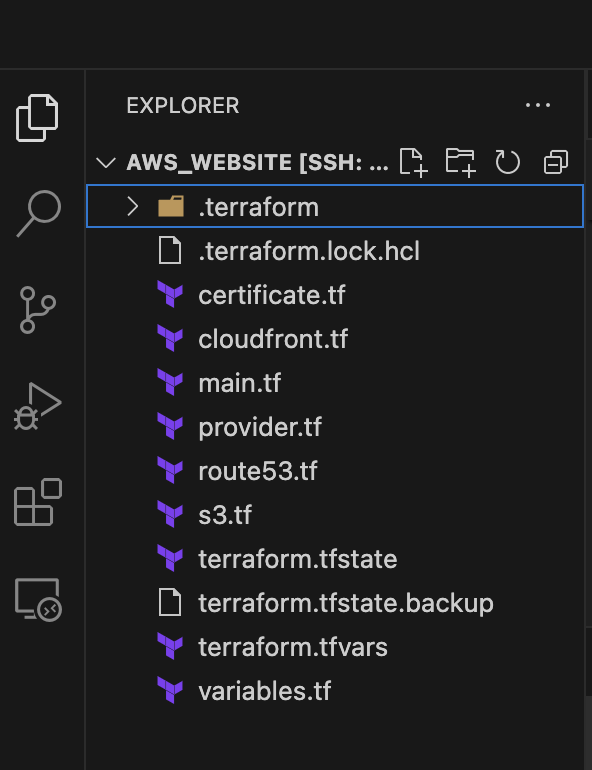 EXPLORER
AWS_WEBSITE [SSH: ...
.terraform
.terraform.lock.hcl
certificate.tf
cloudfront.tf
main.tf
provider.tf
route53.tf
s3.tf
terraform.tfstate
terraform.tfstate.backup
terraform.tfvars
variables.tf